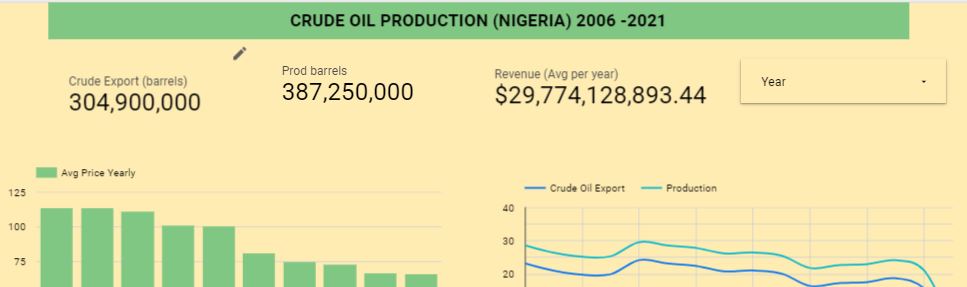 CRUDE OIL PRODUCTION (NIGERIA) 2006 -2021
Crude Export (barrels)
304,900,000
Prod barrels
387,250,000
Revenue (Avg per year)
$29,774,128,893.44
Year
Avg Price Yearly
125
100
75
Crude Oil Export
Production
40
30
20